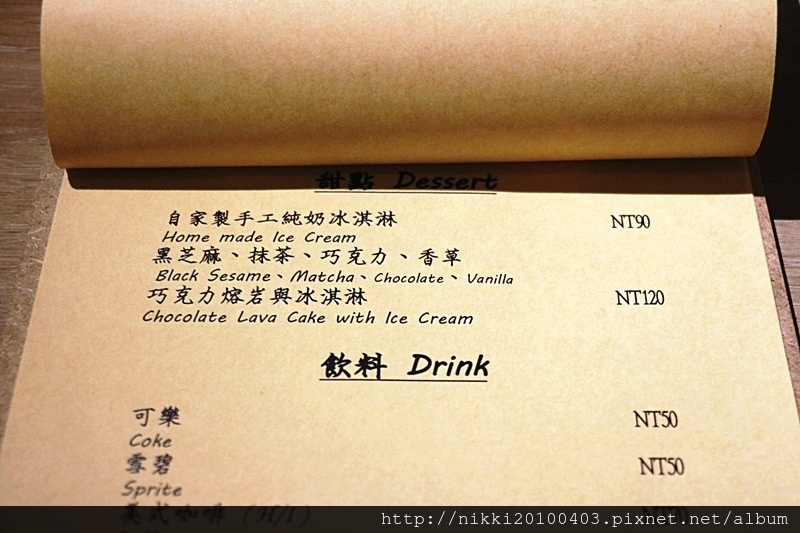 甜點 Dessert
自家製手工純奶冰淇淋 NT90
Home made Ice Cream
黑芝麻、抹茶、巧克力、香草
Black Sesame、Matcha、Chocolate、Vanilla
巧克力熔岩與冰淇淋 NT120
Chocolate Lava Cake with Ice Cream
飲料 Drink
可樂 NT50
Coke
雪碧 NT50
Sprite
美式咖啡 (H/I)
http://nikki20100403.pixnet.net/album